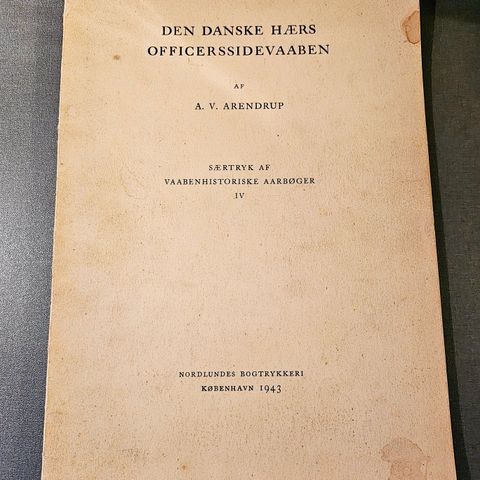 DEN DANSKE HÆRS
OFFICERSSIDEVAABEN
AF
A. V. ARENDRUP
SÆRTRYK AF
VAABENHISTORISKE AARBØGER
IV
NORDLUNDES BOGTRYKKERI
KØBENHAVN 1943